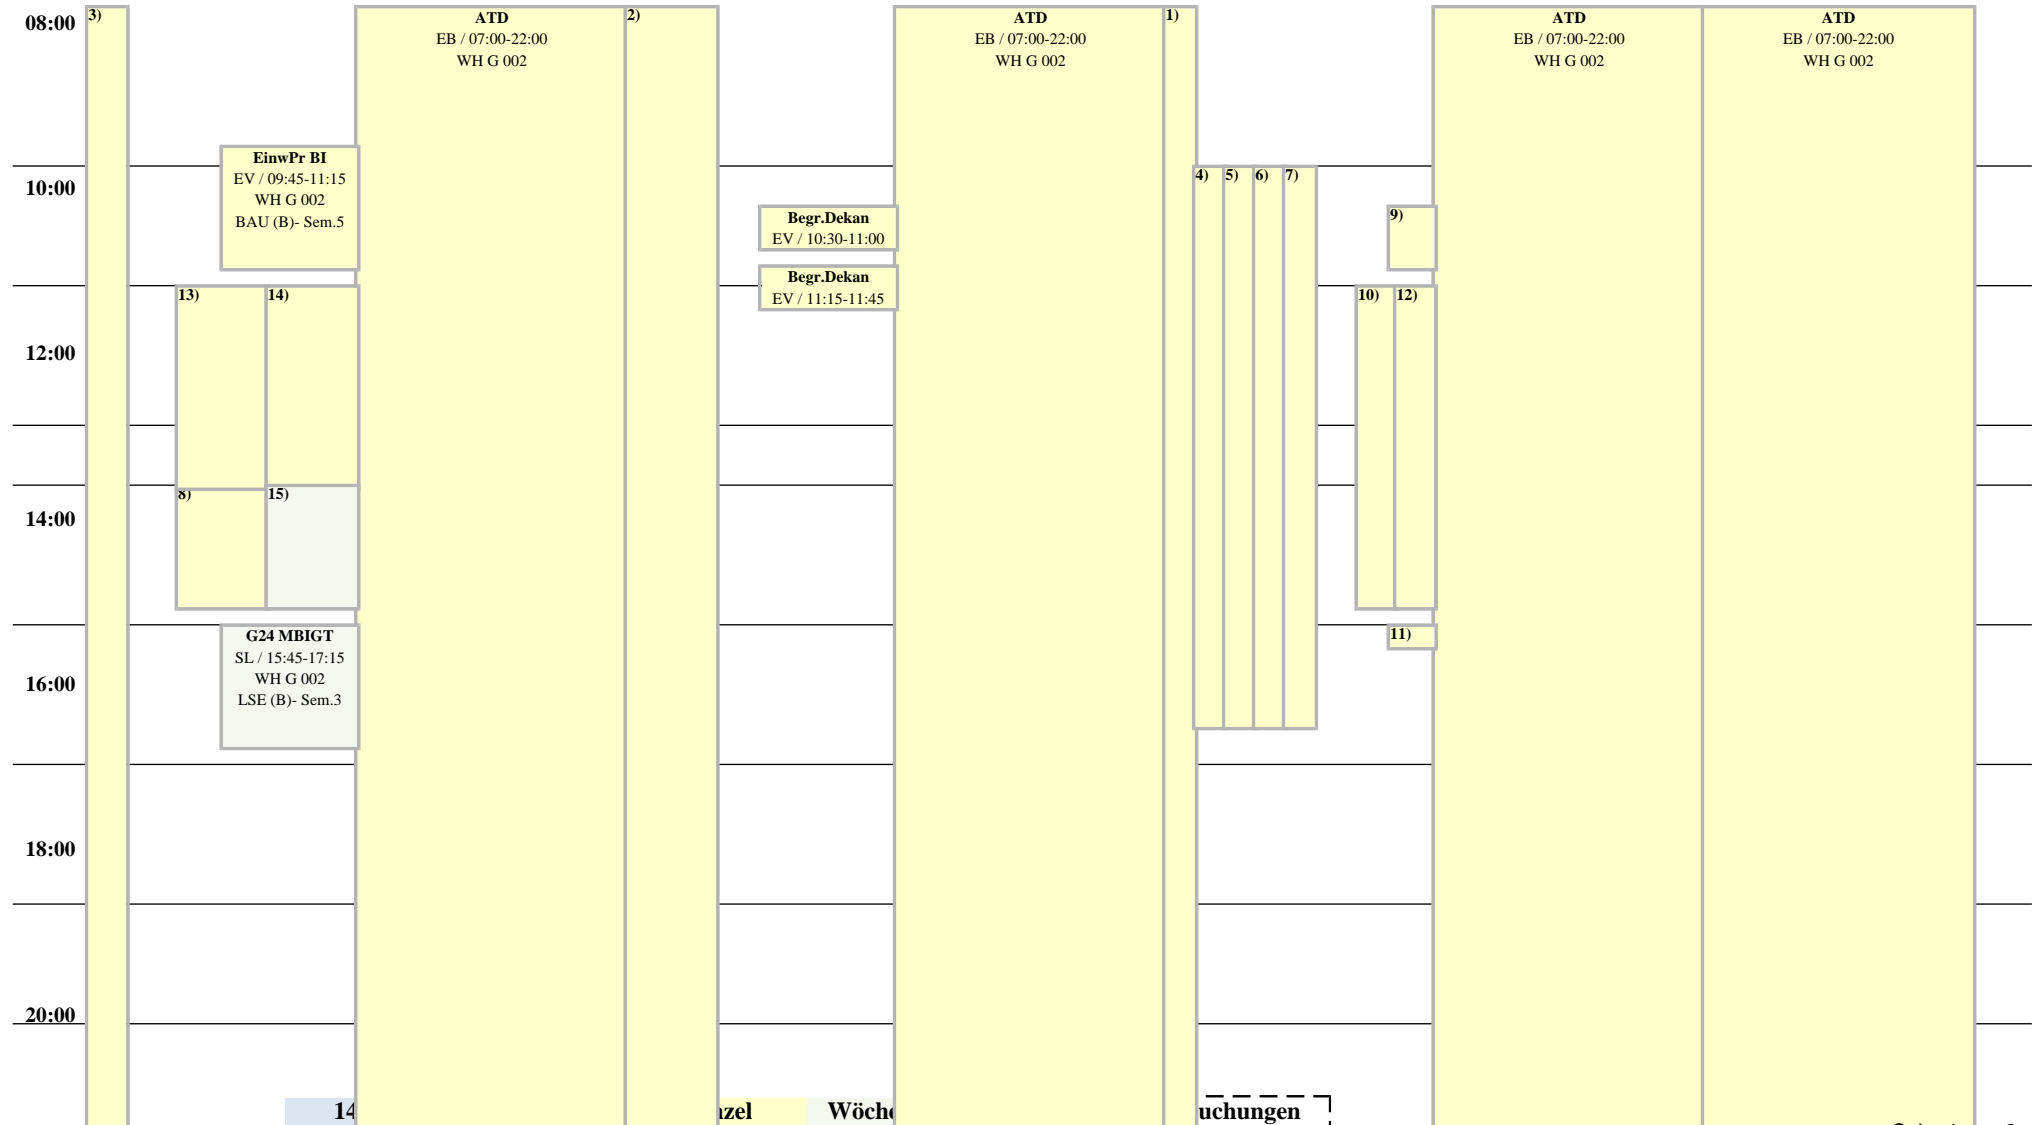 08:00
3)
ATD
EB / 07:00-22:00
WH G 002
2)
ATD
EB / 07:00-22:00
WH G 002
1)
ATD
EB / 07:00-22:00
WH G 002
ATD
EB / 07:00-22:00
WH G 002
EinwPr BI
EV / 09:45-11:15
WH G 002
BAU (B)- Sem.5
10:00
4)
5)
6)
7)
Begr.Dekan
EV / 10:30-11:00
9)
Begr.Dekan
EV / 11:15-11:45
13)
14)
10)
12)
12:00
8)
15)
14:00
G24 MBIGT
SL / 15:45-17:15
WH G 002
LSE (B)- Sem.3
11)
16:00
18:00
20:00
14
zel
Wöche
uchungen